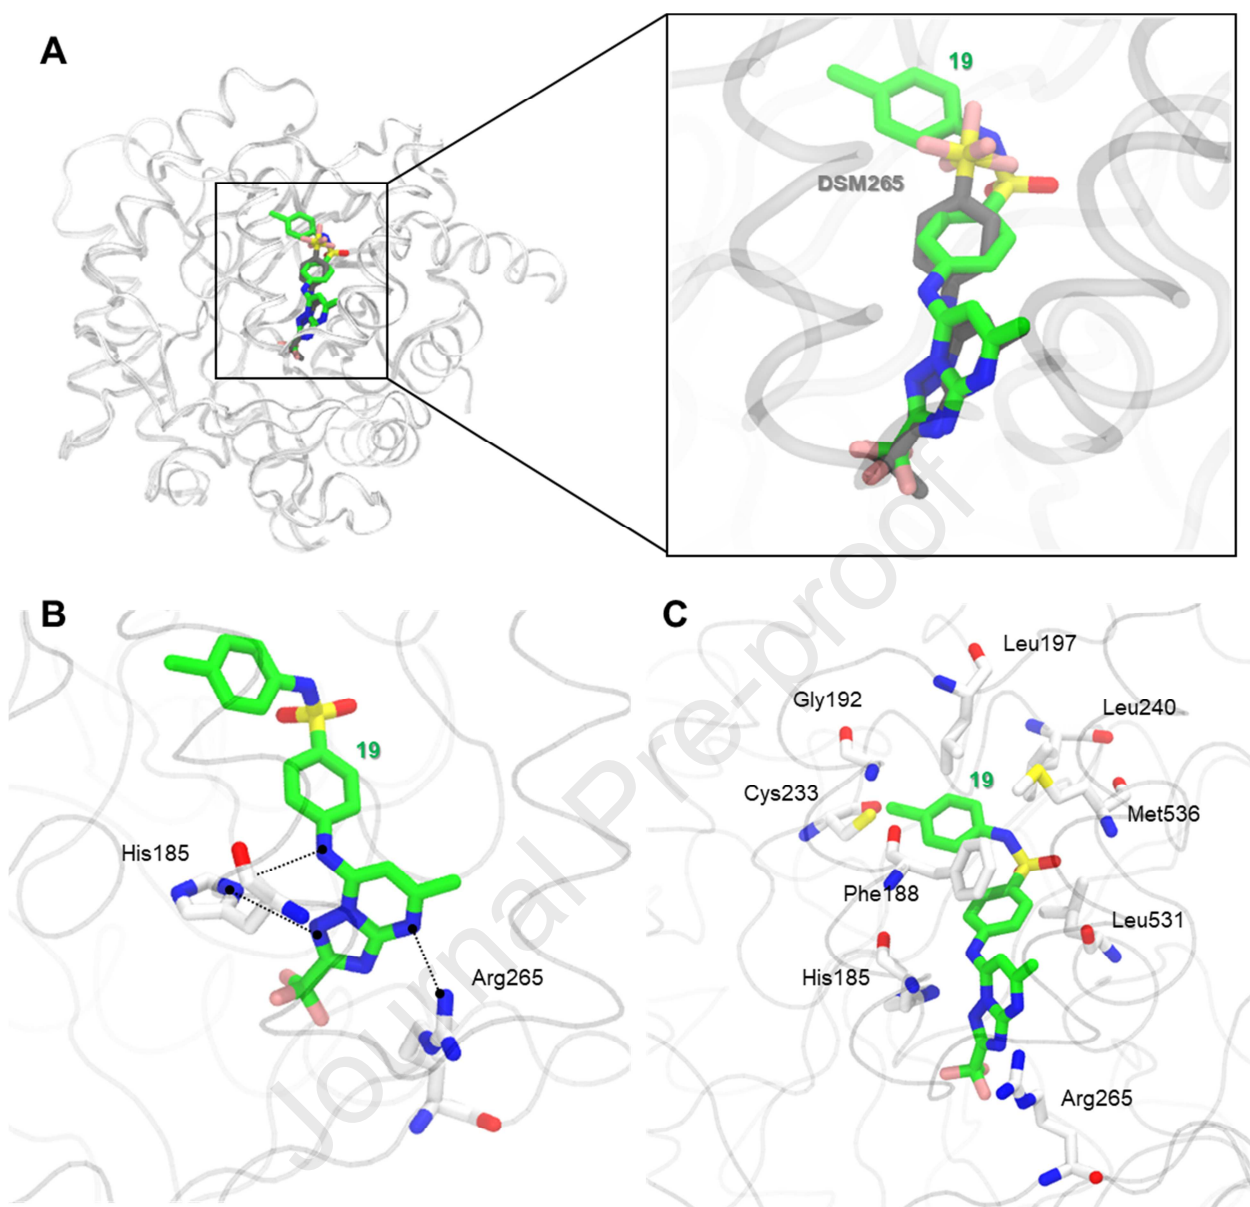 A
19
DSM265
B
19
His185
Arg265
C
Leu197
Gly192
Leu240
19
Cys233
Met536
Phe188
Leu531
His185
Arg265
Journal Pre-proof